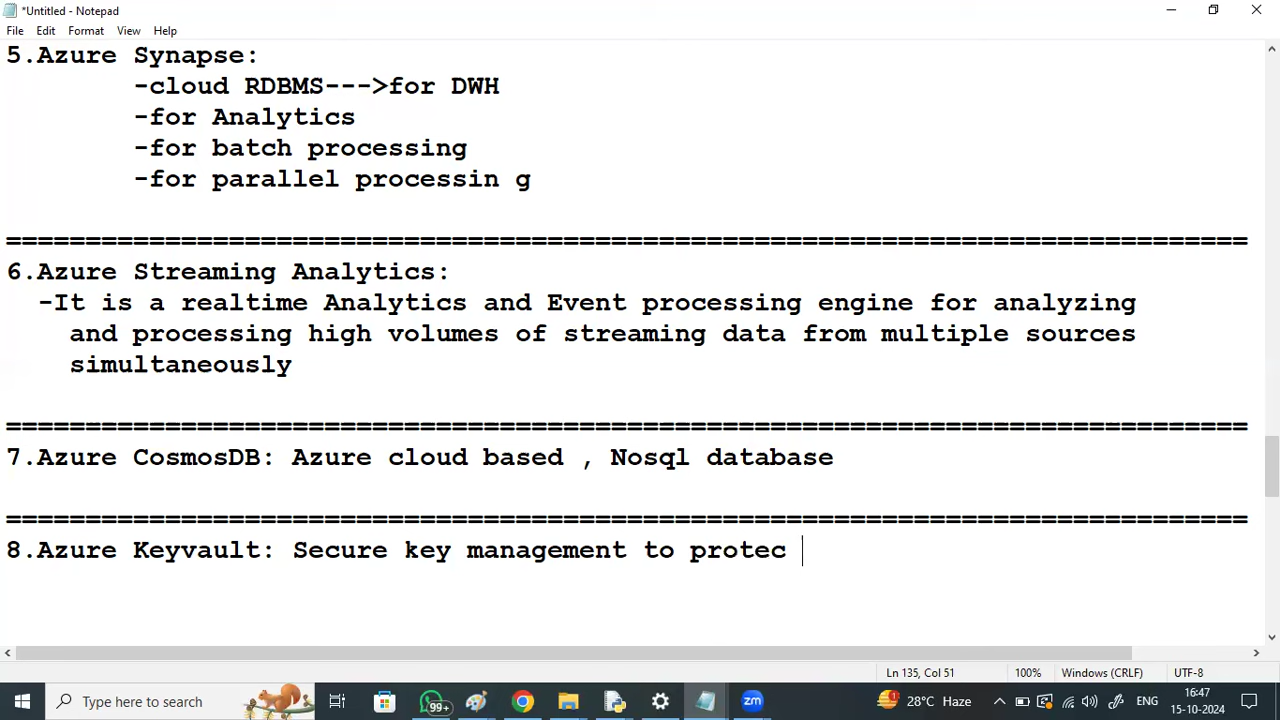 *Untitled - Notepad
File Edit Format View Help
5.Azure Synapse:
-cloud RDBMS--->for DWH
-for Analytics
-for batch processing
-for parallel processin g
==============================================================================
6.Azure Streaming Analytics:
-It is a realtime Analytics and Event processing engine for analyzing
and processing high volumes of streaming data from multiple sources
simultaneously
==============================================================================
7.Azure CosmosDB: Azure cloud based , Nosql database
==============================================================================
8.Azure Keyvault: Secure key management to protec
Ln 135, Col 51 100% Windows (CRLF) UTF-8
Type here to search 99+ zm 1 28°C Haze ENG 16:47
15-10-2024